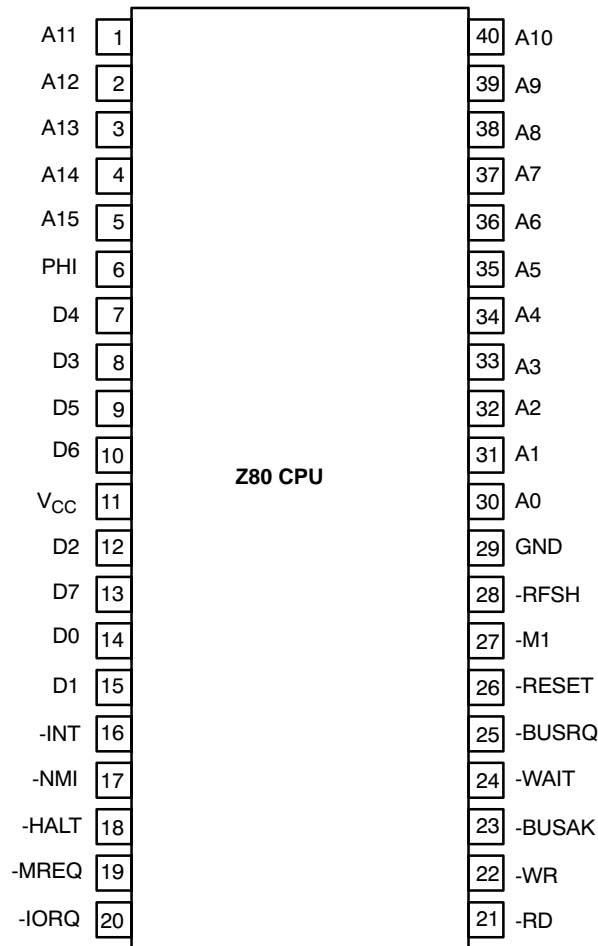 A11 1 40 A10
A12 2 39 A9
A13 3 38 A8
A14 4 37 A7
A15 5 36 A6
PHI 6 35 A5
D4 7 34 A4
D3 8 33 A3
D5 9 32 A2
D6 10 31 A1
Z80 CPU
VCC 11 30 A0
D2 12 29 GND
D7 13 28 -RFSH
D0 14 27 -M1
D1 15 26 -RESET
-INT 16 25 -BUSRQ
-NMI 17 24 -WAIT
-HALT 18 23 -BUSAK
-MREQ 19 22 -WR
-IORQ 20 21 -RD